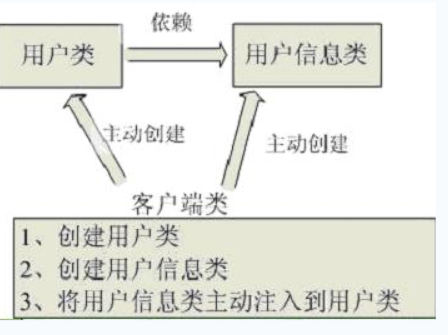 依赖
用户类
用户信息类
主动创建
主动创建
客户端类
1、创建用户类
2、创建用户信息类
3、将用户信息类主动注入到用户类